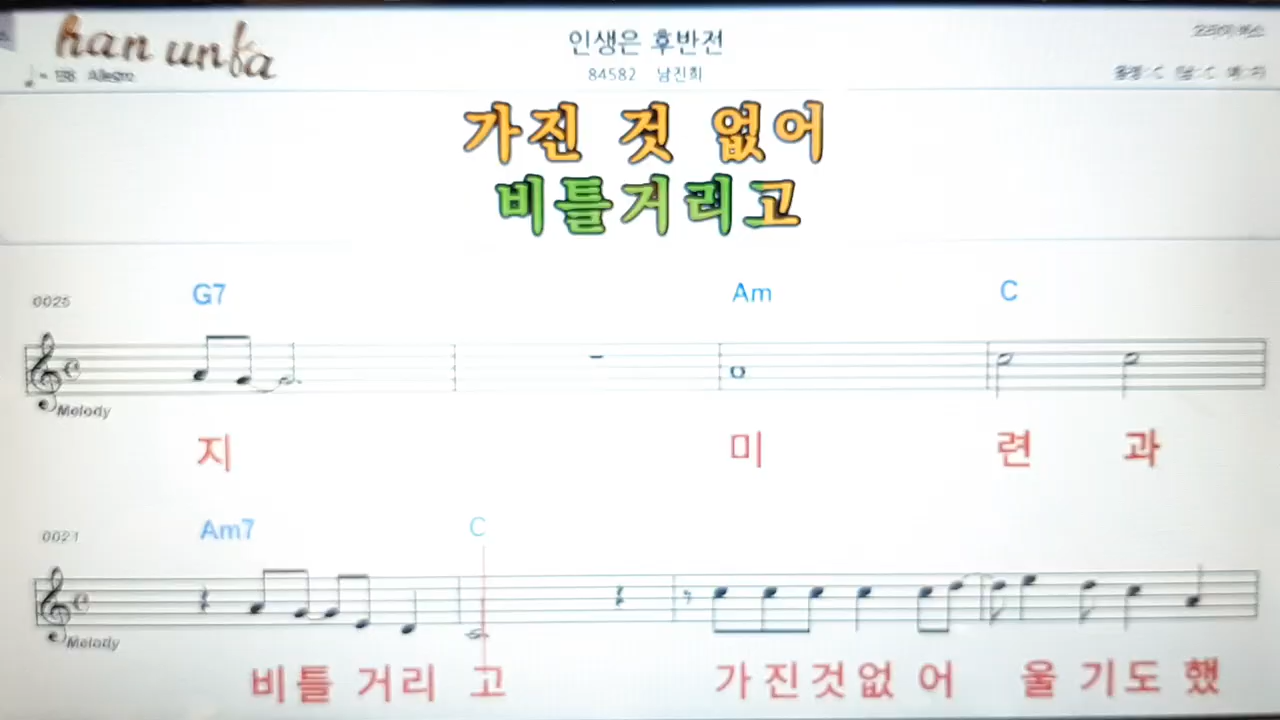 han unfa
인생은 후반전
84582 남진희
Allegro
가진 것 없어
비틀거리고
0025
G7 Am C
Melody
지 미 련 과
Am7 C
Melody
비틀 거리 고 가진것없 어 울 기도 했